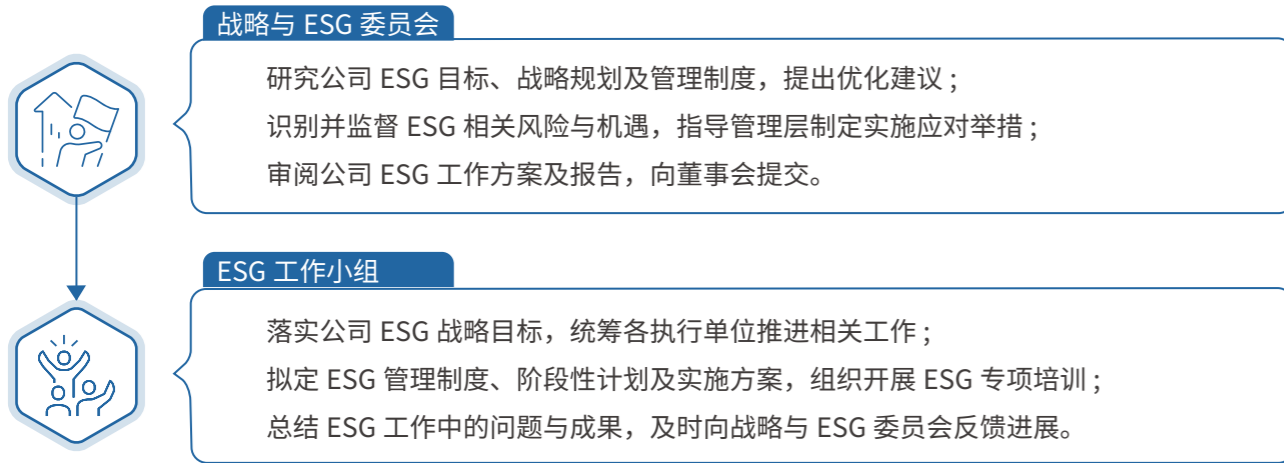 战略与 ESG 委员会
研究公司 ESG 目标、战略规划及管理制度，提出优化建议；
识别并监督 ESG 相关风险与机遇，指导管理层制定实施应对举措；
审阅公司 ESG 工作方案及报告，向董事会提交。
ESG 工作小组
落实公司 ESG 战略目标，统筹各执行单位推进相关工作；
拟定 ESG 管理制度、阶段性计划及实施方案，组织开展 ESG 专项培训；
总结 ESG 工作中的问题与成果，及时向战略与 ESG 委员会反馈进展。